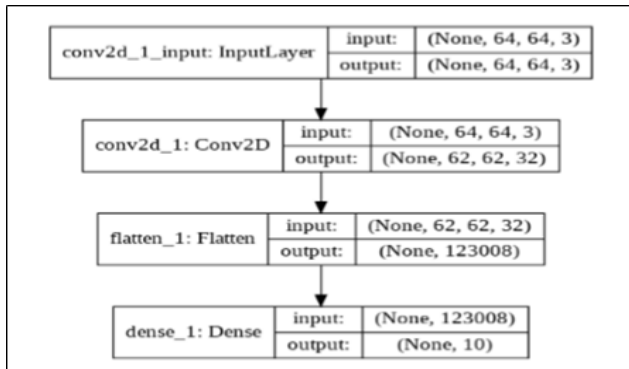 conv2d_1_input: InputLayer
input: (None, 64, 64, 3)
output: (None, 64, 64, 3)
conv2d_1: Conv2D
input: (None, 64, 64, 3)
output: (None, 62, 62, 32)
flatten_1: Flatten
input: (None, 62, 62, 32)
output: (None, 123008)
dense_1: Dense
input: (None, 123008)
output: (None, 10)